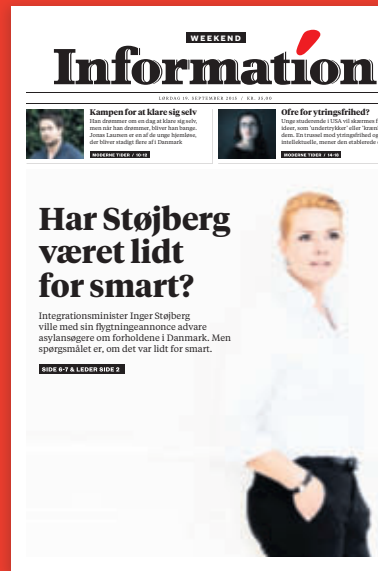 WEEKEND
Information
LØRDAG 19. SEPTEMBER 2015 / KR. 35,00
Kampen for at klare sig selv
Han drømmer om en dag at klare sig selv,
men når han drømmer, bliver han bange.
Jonas Laursen er en af de unge hjemløse,
der bliver stadigt flere af i Danmark
MODERNE TIDER / 10-12
Ofre for ytringsfrihed?
Unge studerende i USA vil skærmes f
ideer, som 'undertrykker' eller 'kræn
dem. En trussel mod ytringsfrihed og
intellektuelle, mener den etablerede
MODERNE TIDER / 14-16
Har Støjberg
været lidt
for smart?
Integrationsminister Inger Støjberg
ville med sin flygtningeannonce advare
asylansøgere om forholdene i Danmark. Men
spørgsmålet er, om det var lidt for smart.
SIDE 6-7 & LEDER SIDE 2